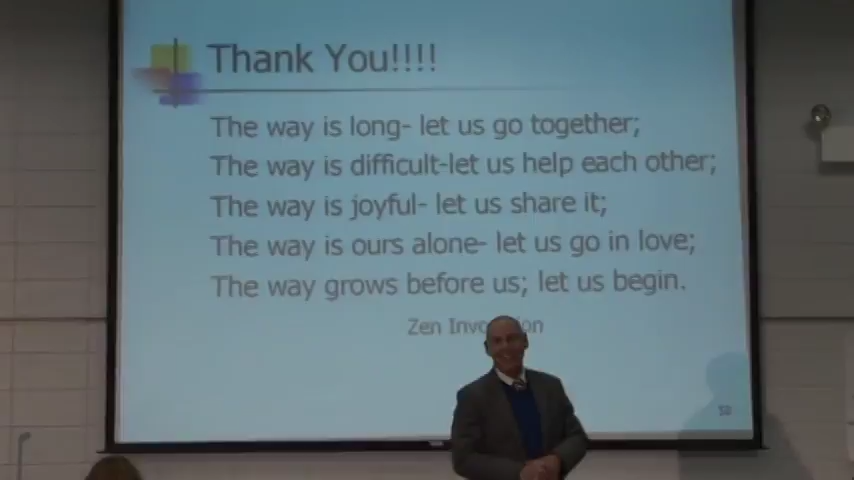 Thank You!!!!
The way is long- let us go together;
The way is difficult-let us help each other;
The way is joyful- let us share it;
The way is ours alone- let us go in love;
The way grows before us; let us begin.
Zen